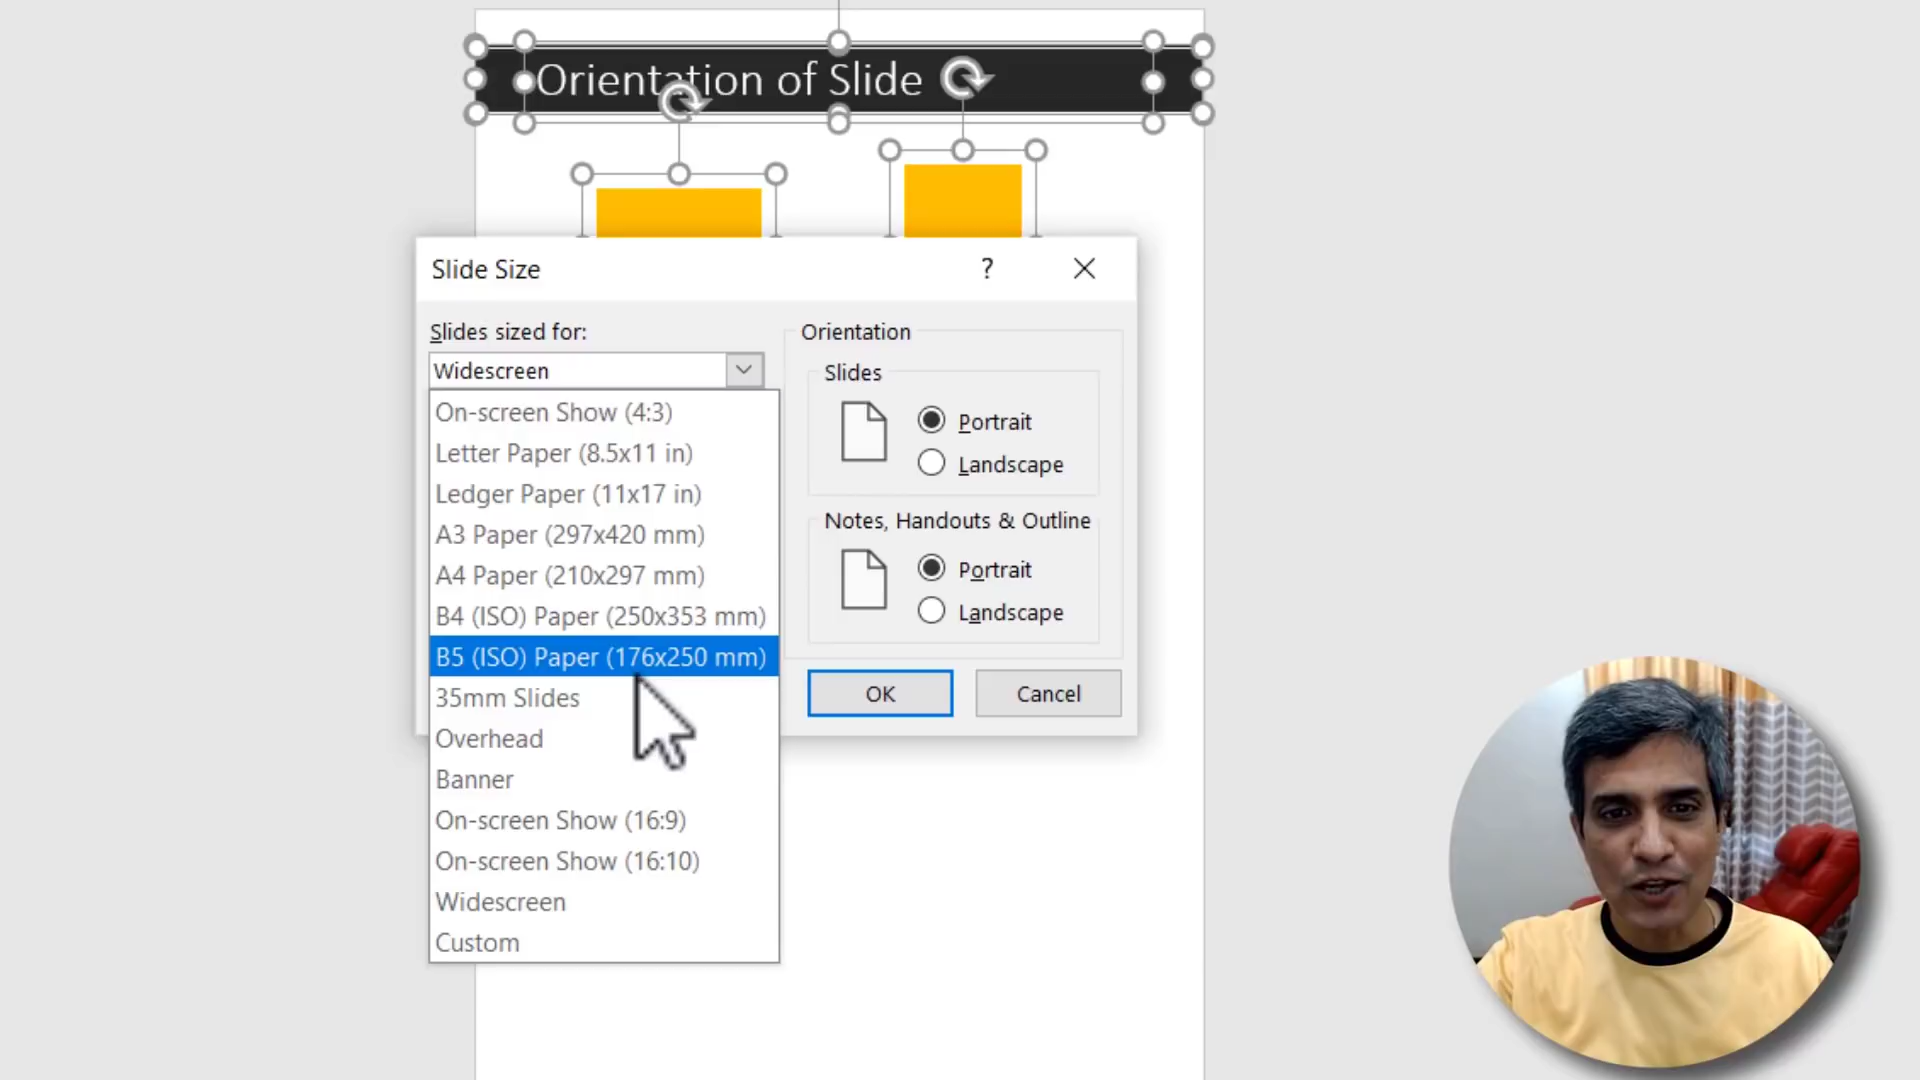 Orientation of Slide
Slide Size
?
Slides sized for:
Widescreen
On-screen Show (4:3)
Letter Paper (8.5x11 in)
Ledger Paper (11x17 in)
A3 Paper (297x420 mm)
A4 Paper (210x297 mm)
B4 (ISO) Paper (250x353 mm)
B5 (ISO) Paper (176x250 mm)
35mm Slides
Overhead
Banner
On-screen Show (16:9)
On-screen Show (16:10)
Widescreen
Custom
Orientation
Slides
Portrait
Landscape
Notes, Handouts & Outline
Portrait
Landscape
OK
Cancel